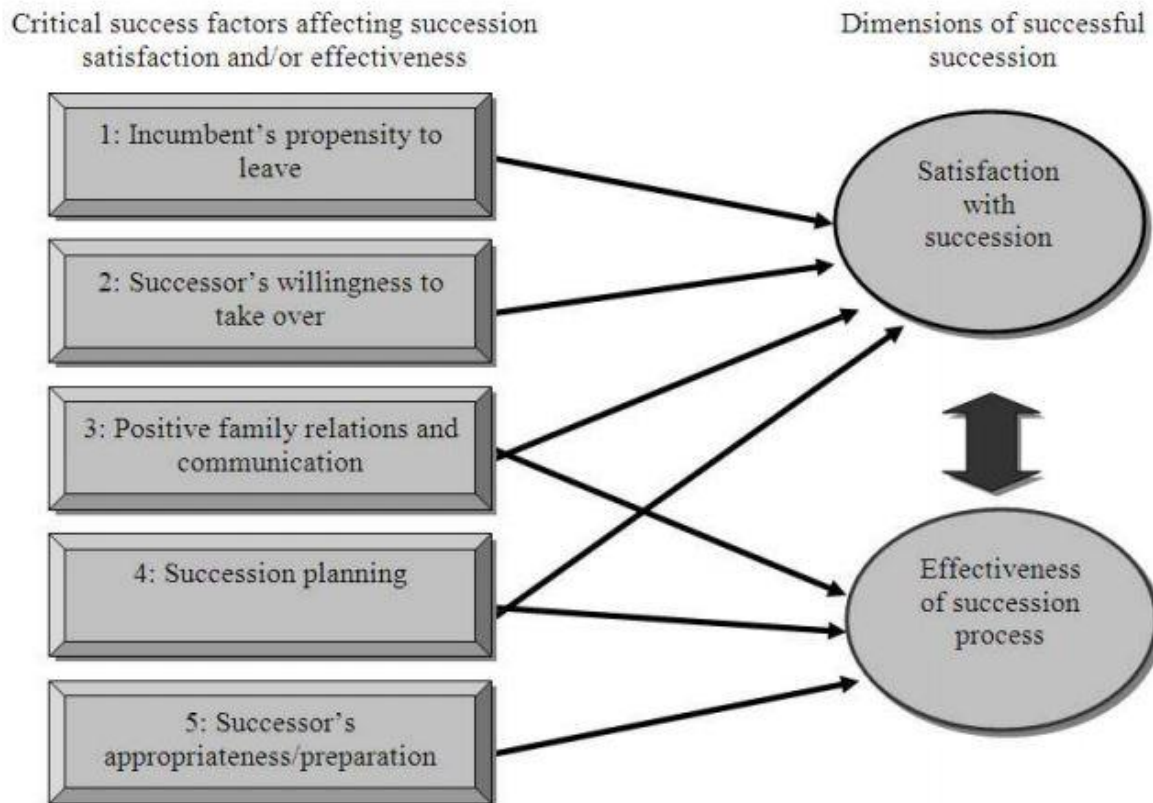 Critical success factors affecting succession
satisfaction and/or effectiveness
Dimensions of successful
succession
1: Incumbent’s propensity to
leave
2: Successor’s willingness to
take over
3: Positive family relations and
communication
4: Succession planning
5: Successor’s
appropriateness/preparation
Satisfaction
with
succession
Effectiveness
of succession
process